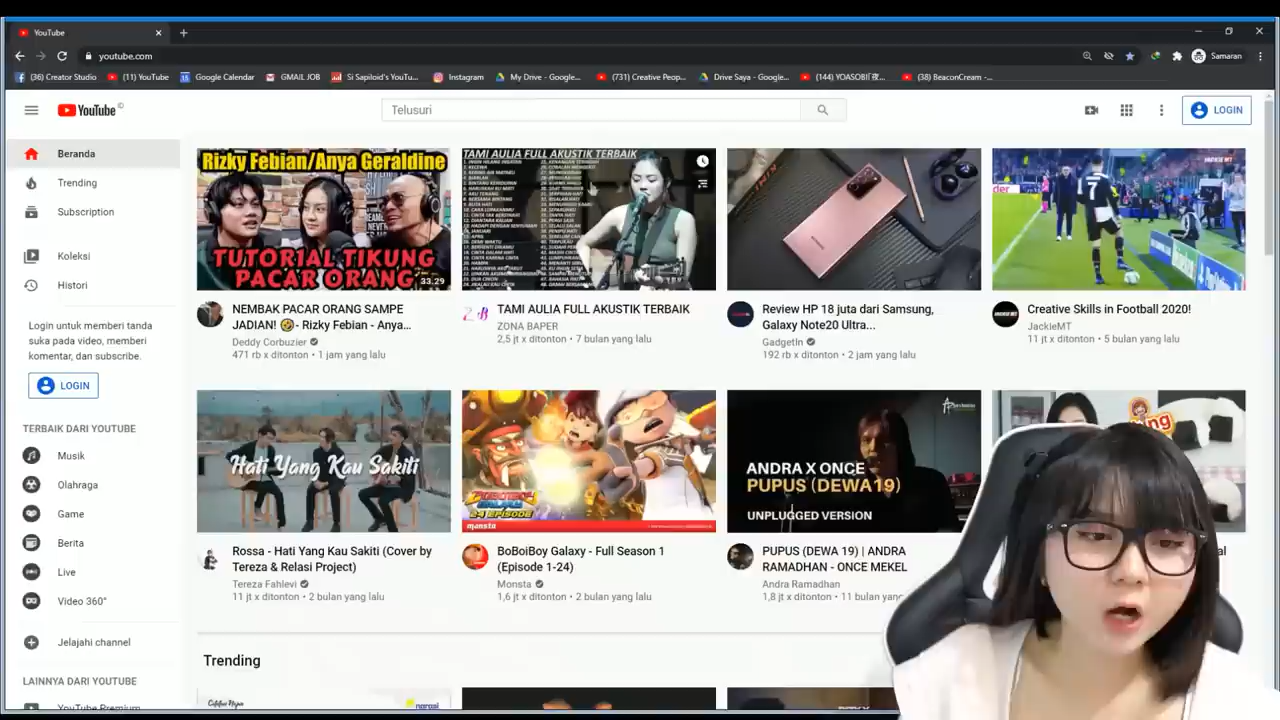 YouTube
youtube.com
Samaran
(36) Creator Studio
(11) YouTube
Google Calendar
GMAIL JOB
Si Sapiloid's YouT...
Instagram
My Drive - Google...
(731) Creative Peop...
Drive Saya - Google...
(38) BeaconCream -...
YouTube ID
Telusuri
LOGIN
Beranda
Trending
Subscription
Koleksi
Histori
Login untuk memberi tanda
suka pada video, memberi
komentar, dan subscribe.
LOGIN
TERBAIK DARI YOUTUBE
Musik
Olahraga
Game
Berita
Live
Video 360°
Jelajahi channel
LAINNYA DARI YOUTUBE
YouTube Premium
Rizky Febian/Anya Geraldine
TUTORIAL TIKUNG
PACAR ORANG
33.29
NEMBAK PACAR ORANG SAMPE
JADIAN! 🤣- Rizky Febian - Anya...
Deddy Corbuzier
471 rb x ditonton • 1 jam yang lalu
TAMI AULIA FULL AKUSTIK TERBAIK
TAMI AULIA FULL AKUSTIK TERBAIK
ZONA BAPER
2,5 jt x ditonton • 7 bulan yang lalu
Review HP 18 juta dari Samsung,
Galaxy Note20 Ultra...
GadgetIn
192 rb x ditonton • 2 jam yang lalu
Creative Skills in Football 2020!
JackieMT
11 jt x ditonton • 5 bulan yang lalu
Hati Yang Kau Sakiti
Rossa - Hati Yang Kau Sakiti (Cover by
Tereza & Relasi Project)
Tereza Fahlevi
11 jt x ditonton • 2 bulan yang lalu
24 EPISODE
monsta
BoBoiBoy Galaxy - Full Season 1
(Episode 1-24)
Monsta
1,6 jt x ditonton • 2 bulan yang lalu
ANDRA X ONCE
PUPUS (DEWA19)
UNPLUGGED VERSION
PUPUS (DEWA 19) | ANDRA
RAMADHAN - ONCE MEKEL
Andra Ramadhan
1,8 jt x ditonton • 11 bulan yang
Trending